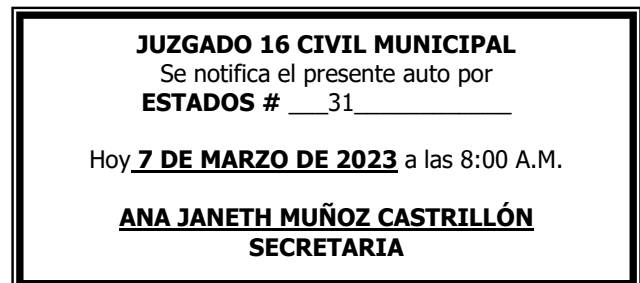 JUZGADO 16 CIVIL MUNICIPAL
Se notifica el presente auto por
ESTADOS # ___31____________
Hoy 7 DE MARZO DE 2023 a las 8:00 A.M.
ANA JANETH MUÑOZ CASTRILLÓN
SECRETARIA